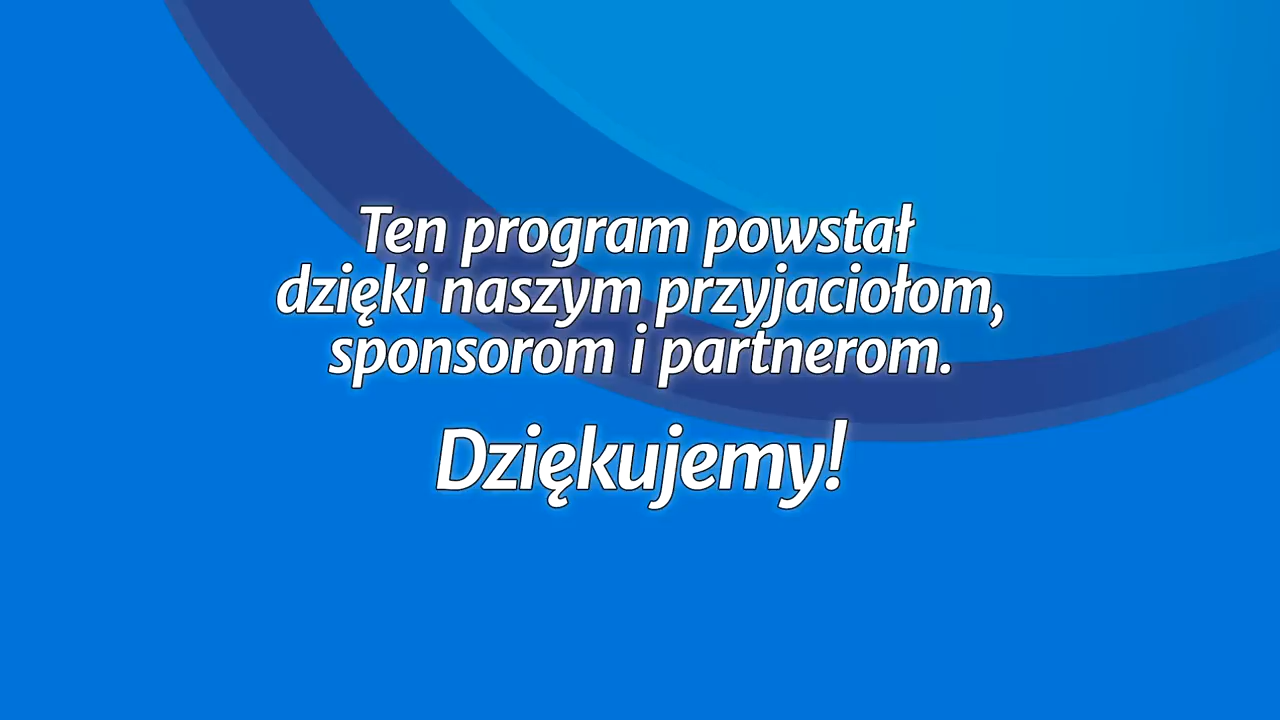 Ten program powstał
dzięki naszym przyjaciołom,
sponsorom i partnerom.
Dziękujemy!